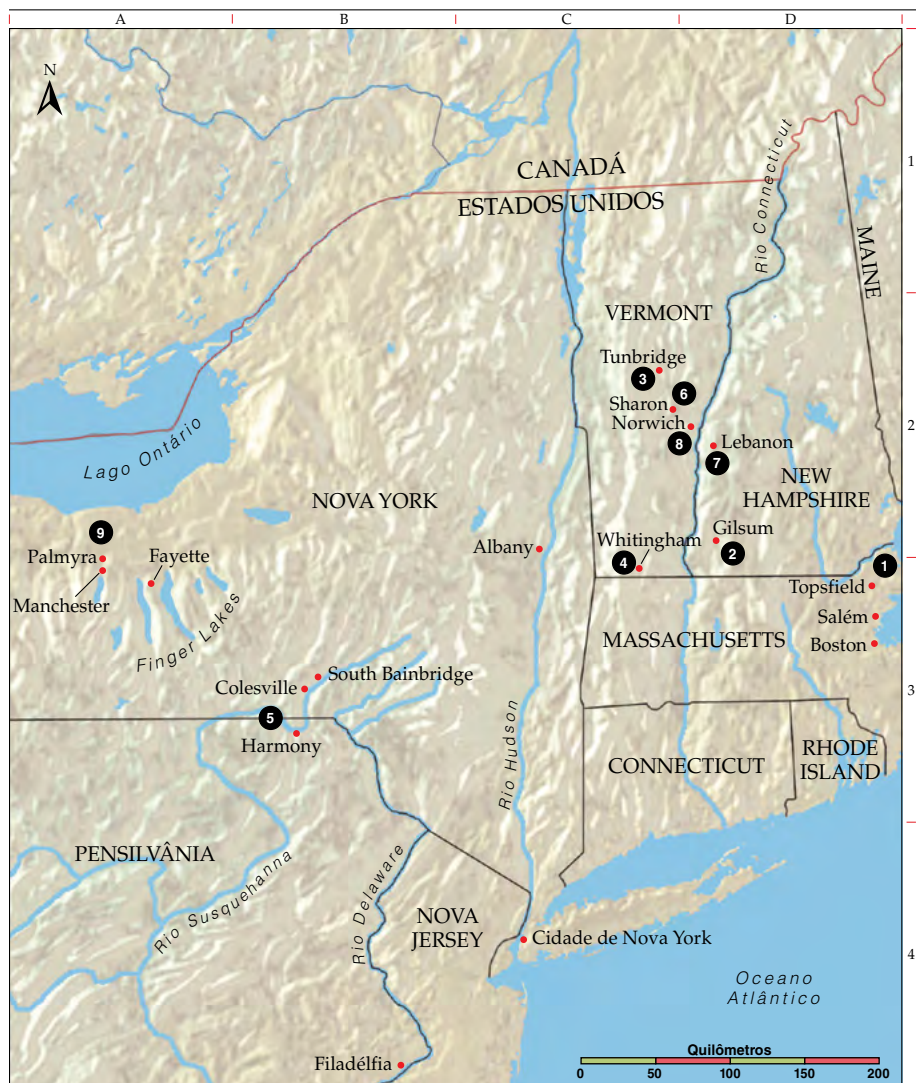 A
B
C
D
N
1
CANADÁ
ESTADOS UNIDOS
Rio Connecticut
MAINE
VERMONT
Tunbridge
3
6
Sharon
Norwich
8
Lebanon
7
2
Lago Ontário
NOVA YORK
NEW
HAMPSHIRE
9
Palmyra
Fayette
Manchester
Finger Lakes
Albany
Whitingham
4
Gilsum
2
1
Topsfield
Salém
Boston
MASSACHUSETTS
South Bainbridge
Colesville
5
Harmony
3
Rio Hudson
CONNECTICUT
RHODE
ISLAND
PENSILVÂNIA
Rio Susquehanna
Rio Delaware
NOVA
JERSEY
Cidade de Nova York
4
Oceano
Atlântico
Filadélfia
Quilômetros
0 50 100 150 200